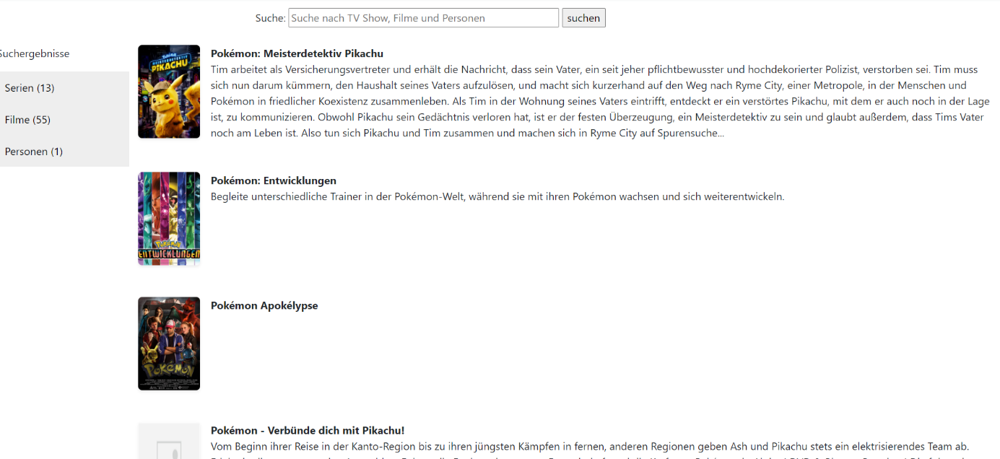 Suche: Suche nach TV Show, Filme und Personen suchen
Suchergebnisse
Serien (13)
Filme (55)
Personen (1)
POKÉMON
MEISTERDETEKTIV
PIKACHU
Pokémon: Meisterdetektiv Pikachu
Tim arbeitet als Versicherungsvertreter und erhält die Nachricht, dass sein Vater, ein seit jeher pflichtbewusster und hochdekorierter Polizist, verstorben sei. Tim muss
sich nun darum kümmern, den Haushalt seines Vaters aufzulösen, und macht sich kurzerhand auf den Weg nach Ryme City, einer Metropole, in der Menschen und
Pokémon in friedlicher Koexistenz zusammenleben. Als Tim in der Wohnung seines Vaters eintrifft, entdeckt er ein verstörtes Pikachu, mit dem er auch noch in der Lage
ist, zu kommunizieren. Obwohl Pikachu sein Gedächtnis verloren hat, ist er der festen Überzeugung, ein Meisterdetektiv zu sein und glaubt außerdem, dass Tims Vater
noch am Leben ist. Also tun sich Pikachu und Tim zusammen und machen sich in Ryme City auf Spurensuche...
POKéMON
ENTWICKLUNGEN
Pokémon: Entwicklungen
Begleite unterschiedliche Trainer in der Pokémon-Welt, während sie mit ihren Pokémon wachsen und sich weiterentwickeln.
POKéMON
Pokémon Apokélypse
Pokémon - Verbünde dich mit Pikachu!
Vom Beginn ihrer Reise in der Kanto-Region bis zu ihren jüngsten Kämpfen in fernen, anderen Regionen geben Ash und Pikachu stets ein elektrisierendes Team ab.